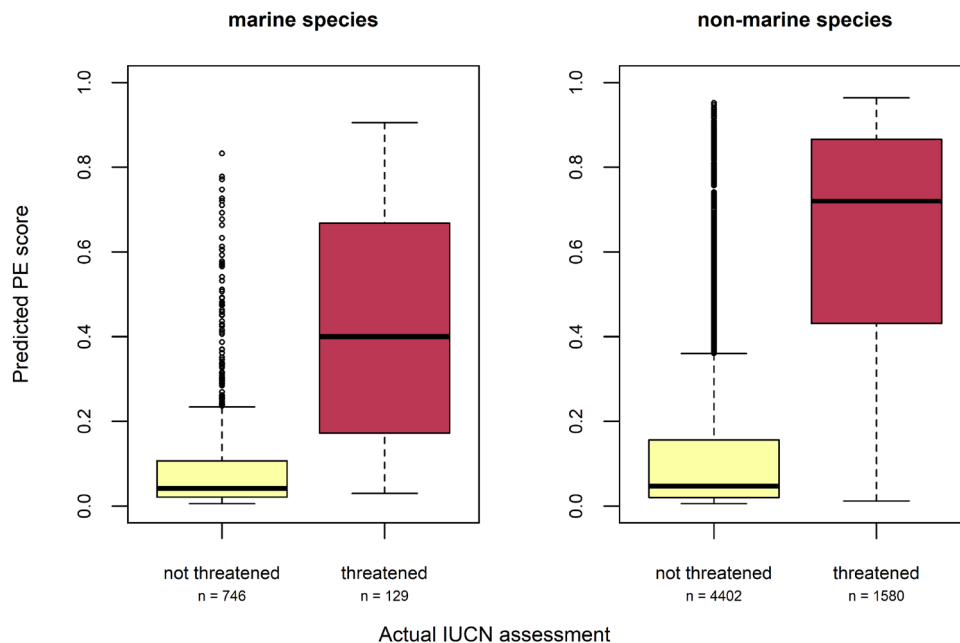 marine species
non-marine species
Predicted PE score
1.0
0.8
0.6
0.4
0.2
0.0
1.0
0.8
0.6
0.4
0.2
0.0
not threatened
threatened
n = 746
n = 129
not threatened
threatened
n = 4402
n = 1580
Actual IUCN assessment